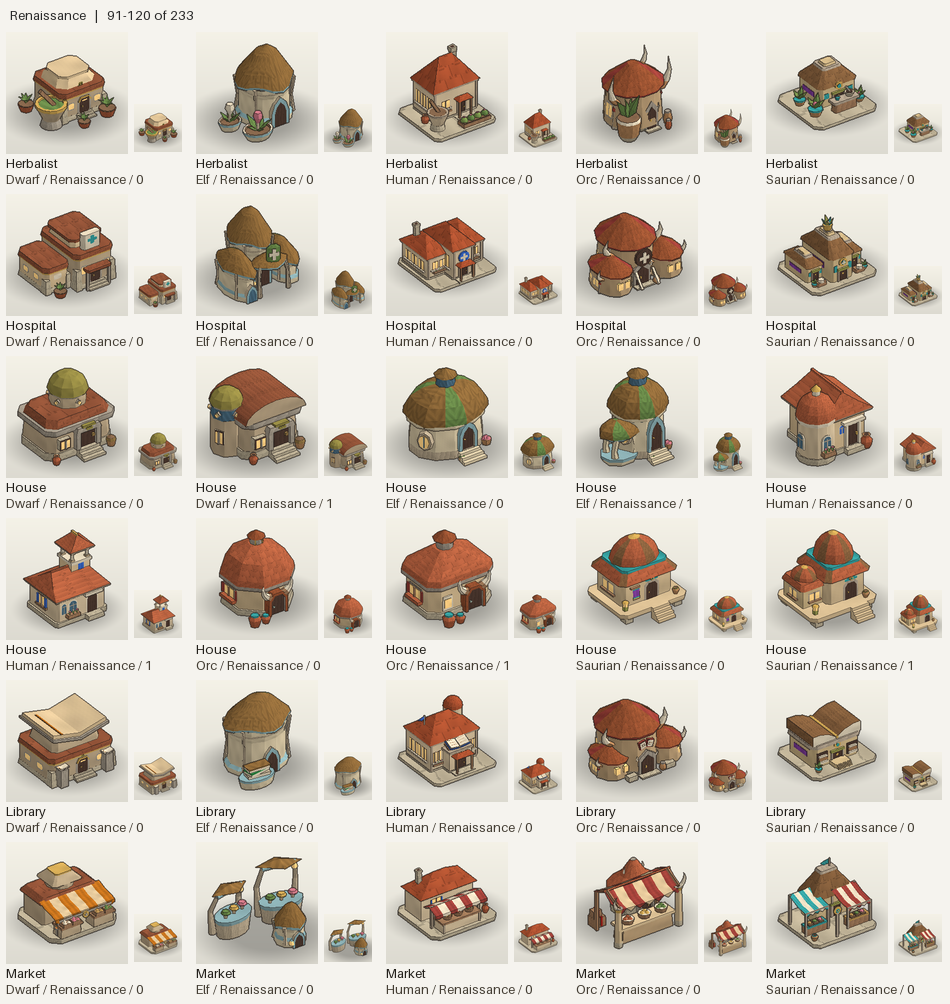 Renaissance | 91-120 of 233
Herbalist
Dwarf / Renaissance / 0
Herbalist
Elf / Renaissance / 0
Herbalist
Human / Renaissance / 0
Herbalist
Orc / Renaissance / 0
Herbalist
Saurian / Renaissance / 0
Hospital
Dwarf / Renaissance / 0
Hospital
Elf / Renaissance / 0
Hospital
Human / Renaissance / 0
Hospital
Orc / Renaissance / 0
Hospital
Saurian / Renaissance / 0
House
Dwarf / Renaissance / 0
House
Dwarf / Renaissance / 1
House
Elf / Renaissance / 0
House
Elf / Renaissance / 1
House
Human / Renaissance / 0
House
Human / Renaissance / 1
House
Orc / Renaissance / 0
House
Orc / Renaissance / 1
House
Saurian / Renaissance / 0
House
Saurian / Renaissance / 1
Library
Dwarf / Renaissance / 0
Library
Elf / Renaissance / 0
Library
Human / Renaissance / 0
Library
Orc / Renaissance / 0
Library
Saurian / Renaissance / 0
Market
Dwarf / Renaissance / 0
Market
Elf / Renaissance / 0
Market
Human / Renaissance / 0
Market
Orc / Renaissance / 0
Market
Saurian / Renaissance / 0